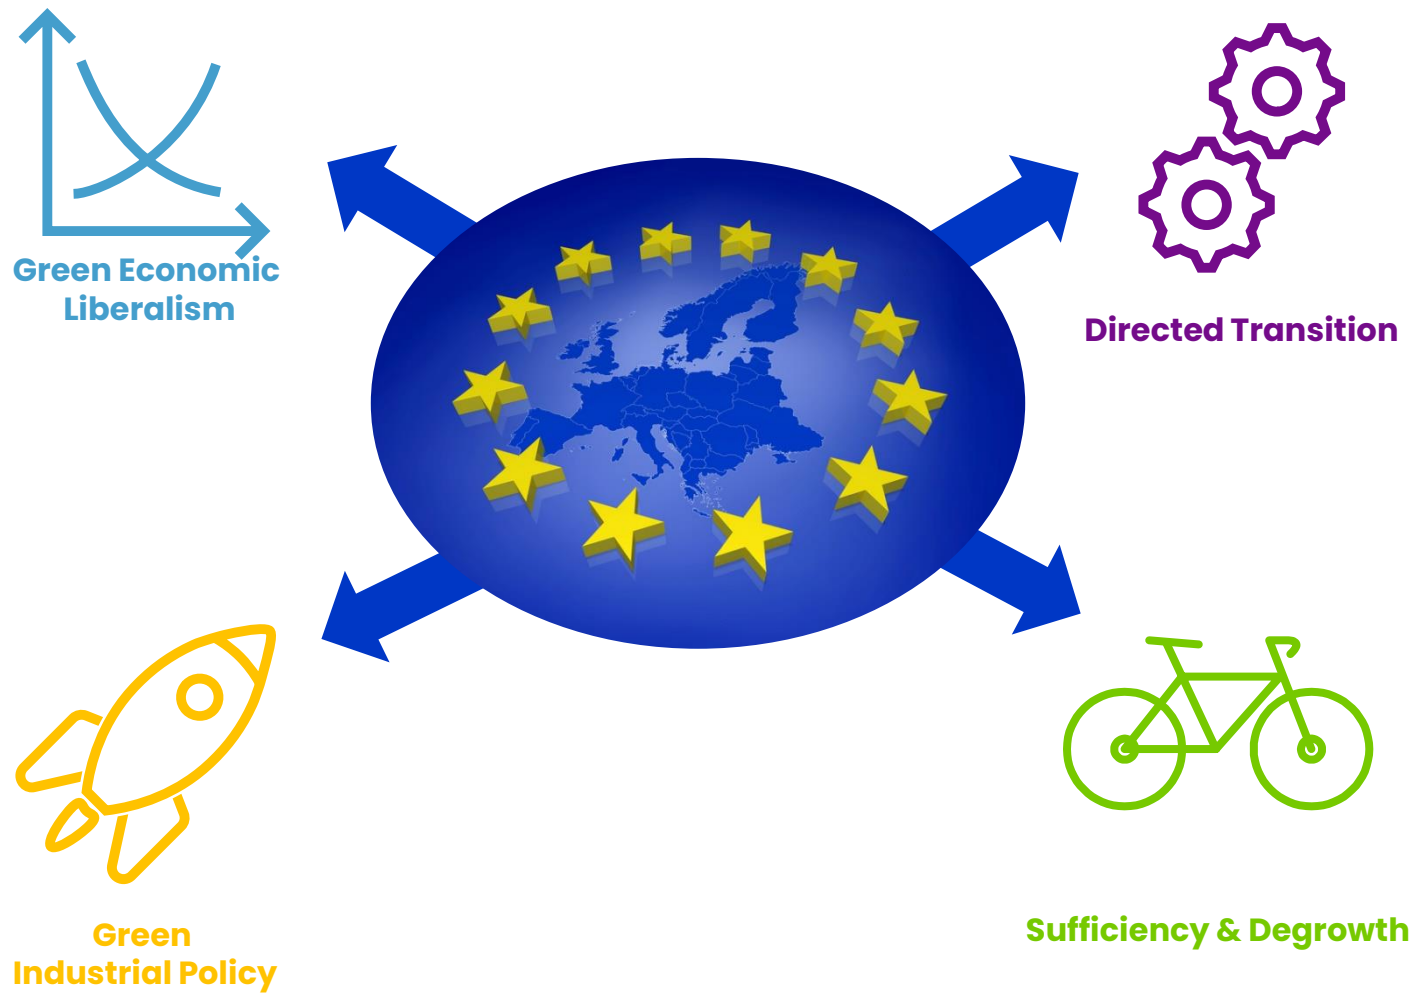 Green Economic
Liberalism
Directed Transition
Green
Industrial Policy
Sufficiency & Degrowth